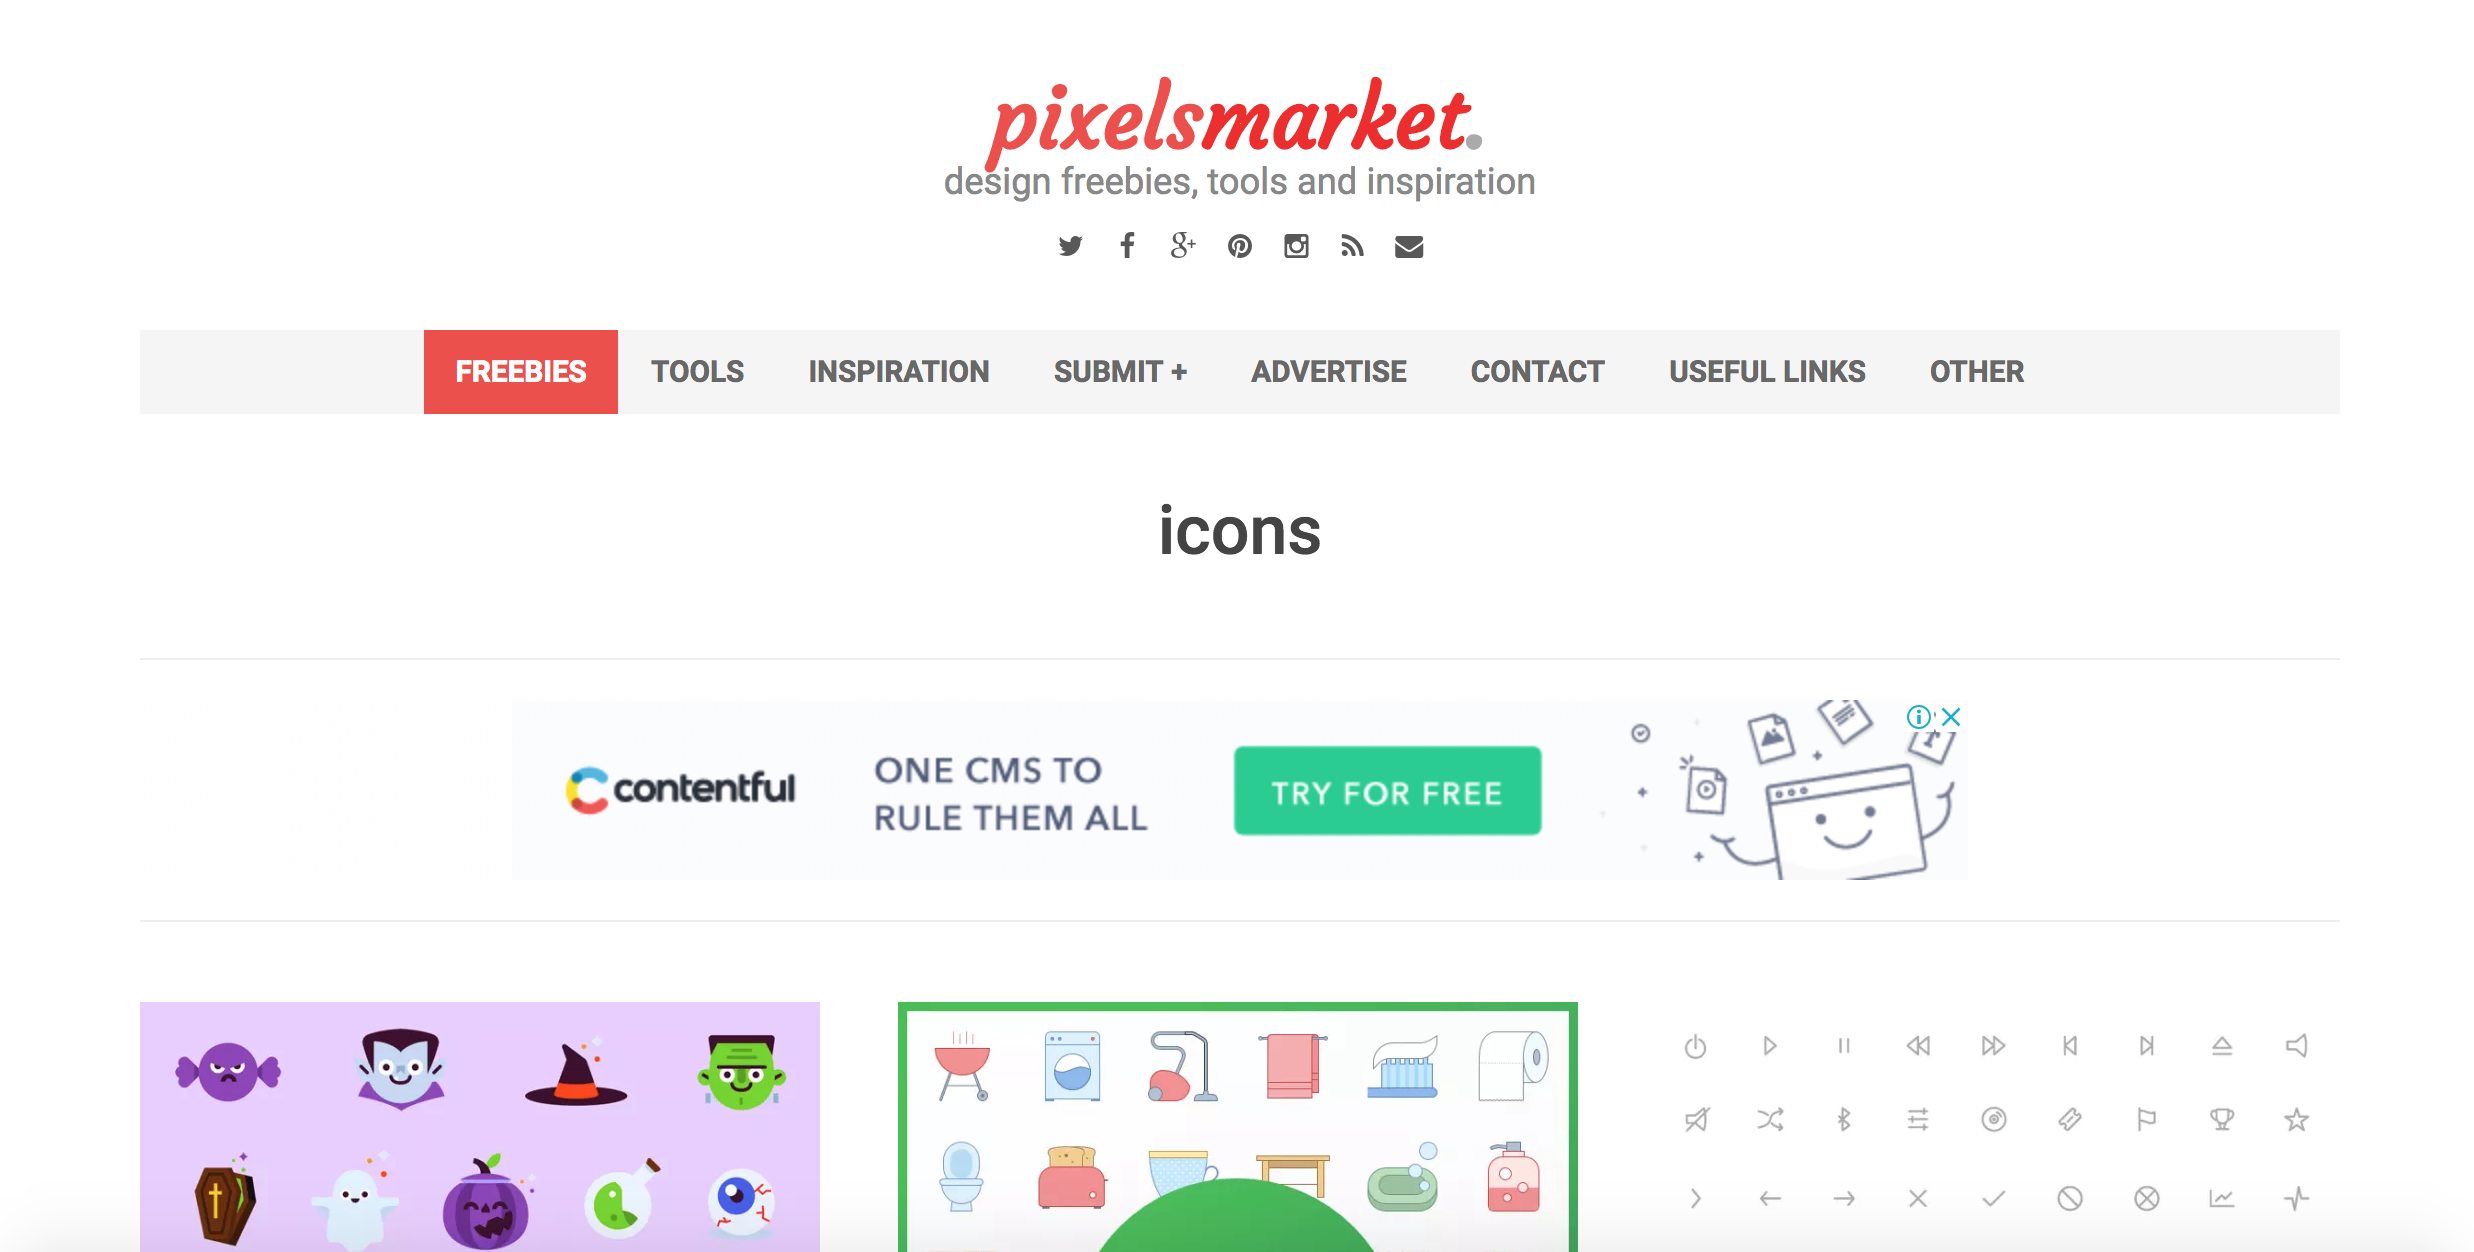 pixelsmarket.
design freebies, tools and inspiration
FREEBIES TOOLS INSPIRATION SUBMIT + ADVERTISE CONTACT USEFUL LINKS OTHER
icons
contentful
ONE CMS TO
RULE THEM ALL
TRY FOR FREE